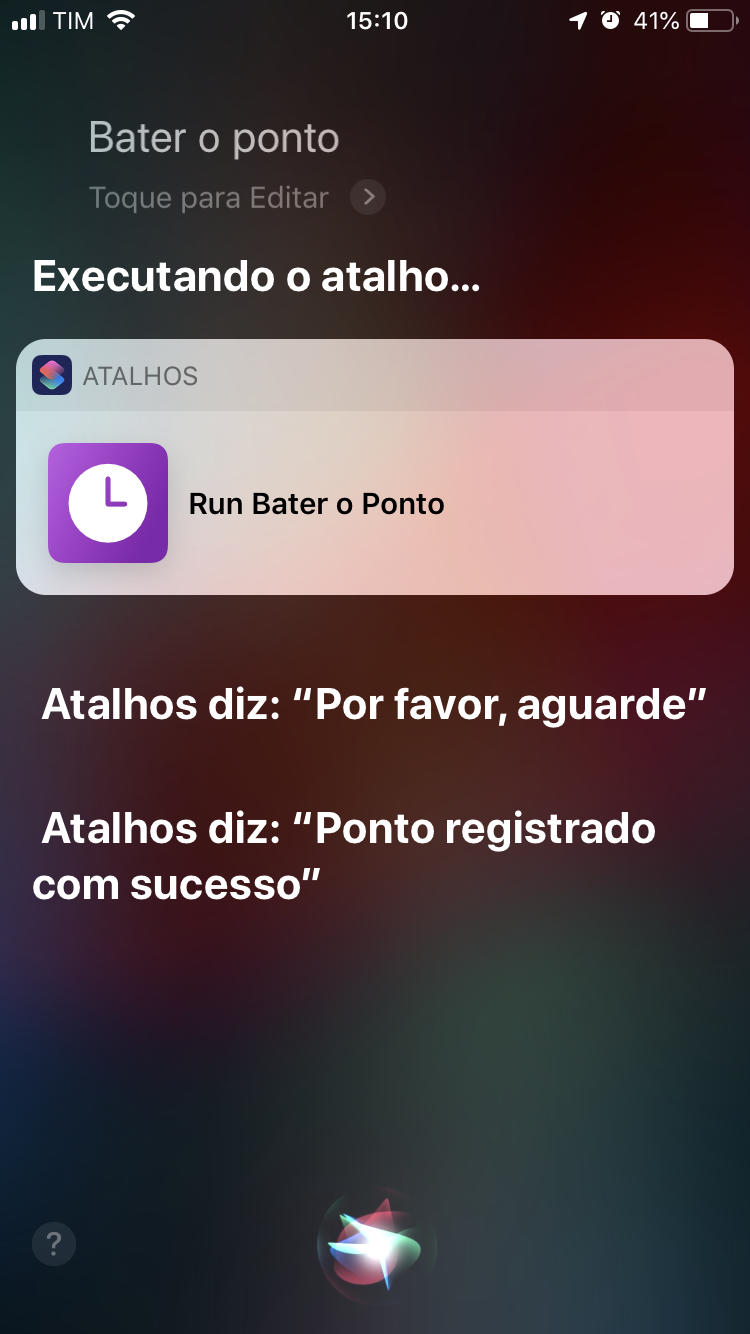 TIM 15:10 41%
Bater o ponto
Toque para Editar
Executando o atalho...
ATALHOS
Run Bater o Ponto
Atalhos diz: “Por favor, aguarde”
Atalhos diz: “Ponto registrado
com sucesso”
?